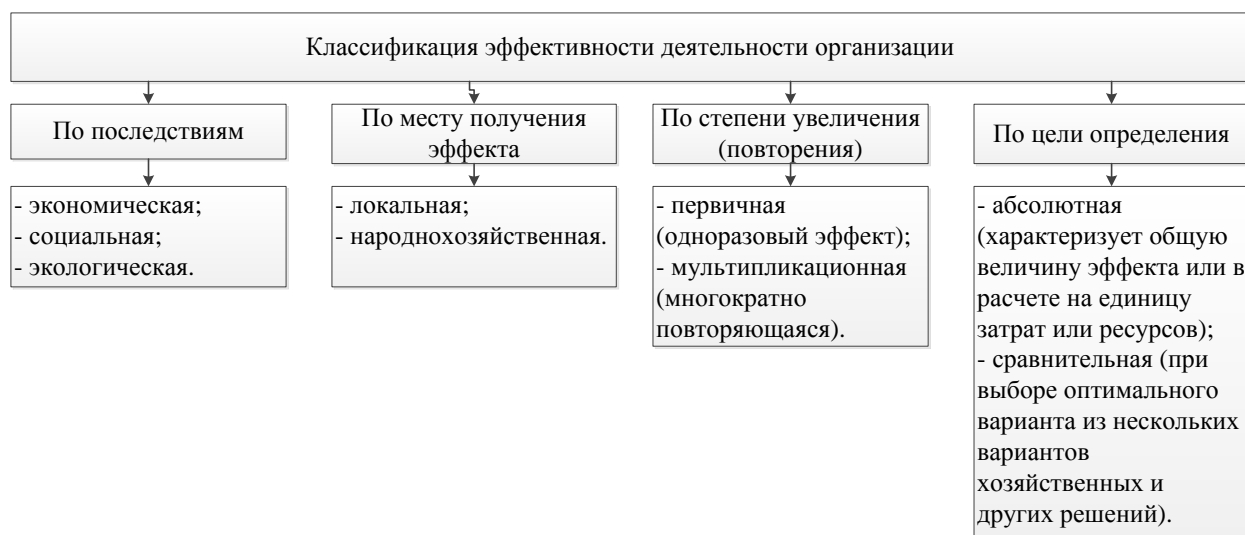 Классификация эффективности деятельности организации
По последствиям
- экономическая;
- социальная;
- экологическая.
По месту получения
эффекта
- локальная;
- народнохозяйственная.
По степени увеличения
(повторения)
- первичная
(одноразовый эффект);
- мультипликационная
(многократно
повторяющаяся).
По цели определения
- абсолютная
(характеризует общую
величину эффекта или в
расчете на единицу
затрат или ресурсов);
- сравнительная (при
выборе оптимального
варианта из нескольких
вариантов
хозяйственных и
других решений).